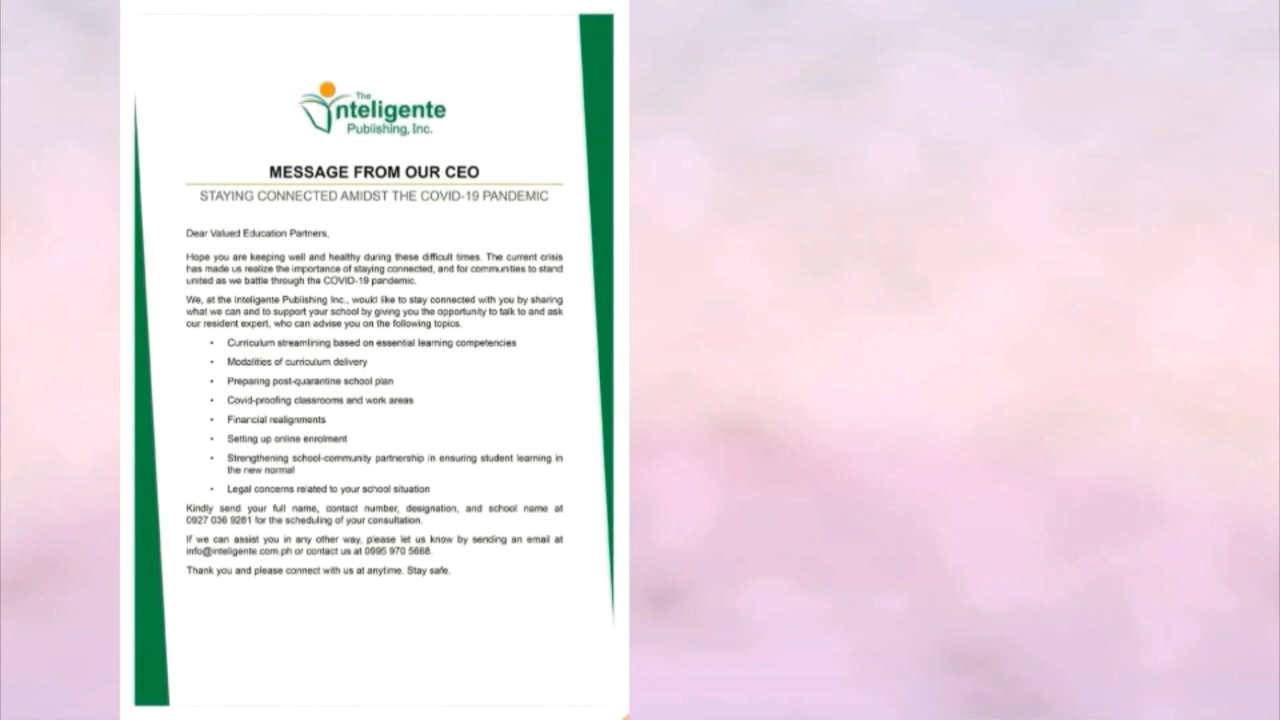 The
Inteligente
Publishing, Inc.
MESSAGE FROM OUR CEO
STAYING CONNECTED AMIDST THE COVID-19 PANDEMIC
Dear Valued Education Partners,
Hope you are keeping well and healthy during these difficult times. The current crisis
has made us realize the importance of staying connected, and for communities to stand
united as we battle through the COVID-19 pandemic.
We, at the Inteligente Publishing Inc., would like to stay connected with you by sharing
what we can and to support your school by giving you the opportunity to talk to and ask
our resident expert, who can advise you on the following topics.
• Curriculum streamlining based on essential learning competencies
• Modalities of curriculum delivery
• Preparing post-quarantine school plan
• Covid-proofing classrooms and work areas
• Financial realignments
• Setting up online enrolment
• Strengthening school-community partnership in ensuring student learning in
the new normal
• Legal concerns related to your school situation
Kindly send your full name, contact number, designation, and school name at
0927 036 9281 for the scheduling of your consultation.
If we can assist you in any other way, please let us know by sending an email at
info@inteligente.com.ph or contact us at 0995 970 5668.
Thank you and please connect with us at anytime. Stay safe.